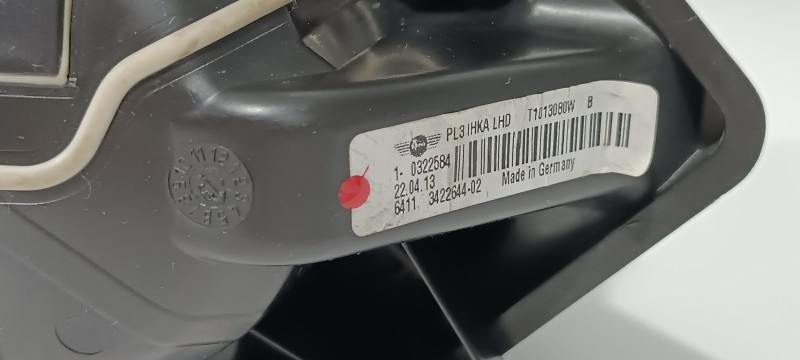 PL3 IHKA LHD T1013080W B
1- 0322584
22.04.13 Made in Germany
6411 3422644-02